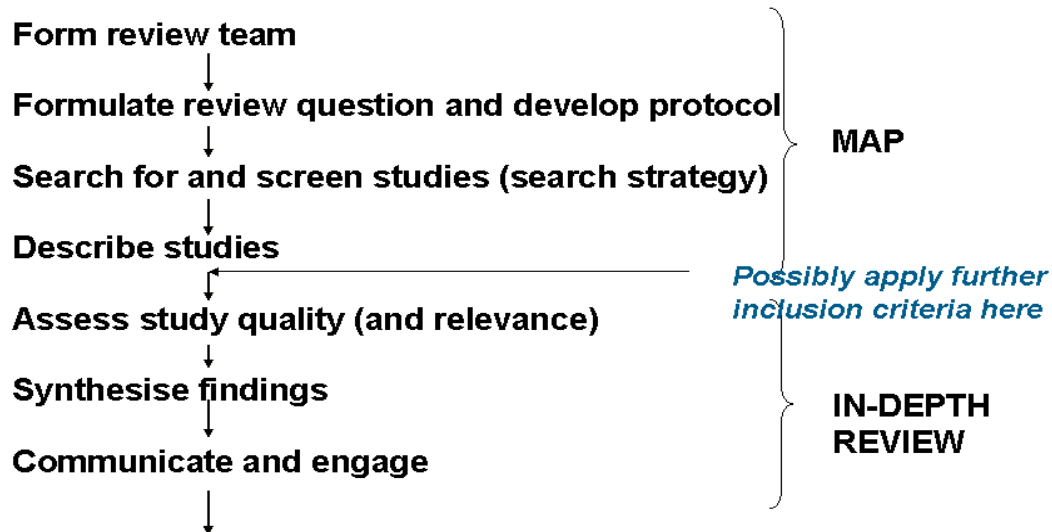 Form review team
Formulate review question and develop protocol
MAP
Search for and screen studies (search strategy)
Describe studies
Possibly apply further
inclusion criteria here
Assess study quality (and relevance)
Synthesise findings
IN-DEPTH
REVIEW
Communicate and engage